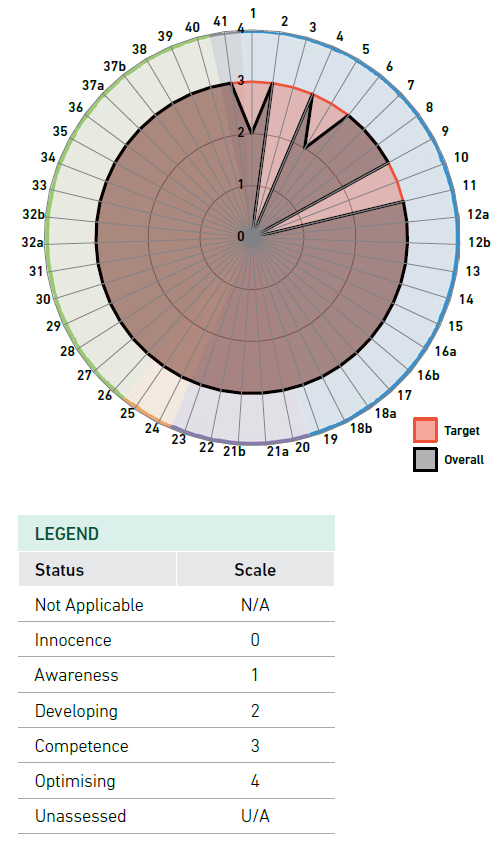 1
2
3
4
5
6
7
8
9
10
11
12a
12b
13
14
15
16a
16b
17
18a
18b
19
20
21a
21b
22
23
24
25
26
27
28
29
30
31
32a
32b
33
34
35
36
37a
37b
38
39
40
41
4
3
2
1
0
Target
Overall
LEGEND
Status Scale
Not Applicable N/A
Innocence 0
Awareness 1
Developing 2
Competence 3
Optimising 4
Unassessed U/A